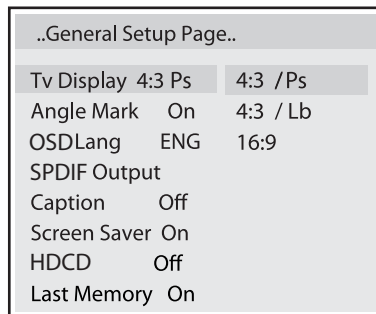 ..General Setup Page..
Tv Display 4:3 Ps 4:3 / Ps
Angle Mark On 4:3 / Lb
OSDLang ENG 16:9
SPDIF Output
Caption Off
Screen Saver On
HDCD Off
Last Memory On